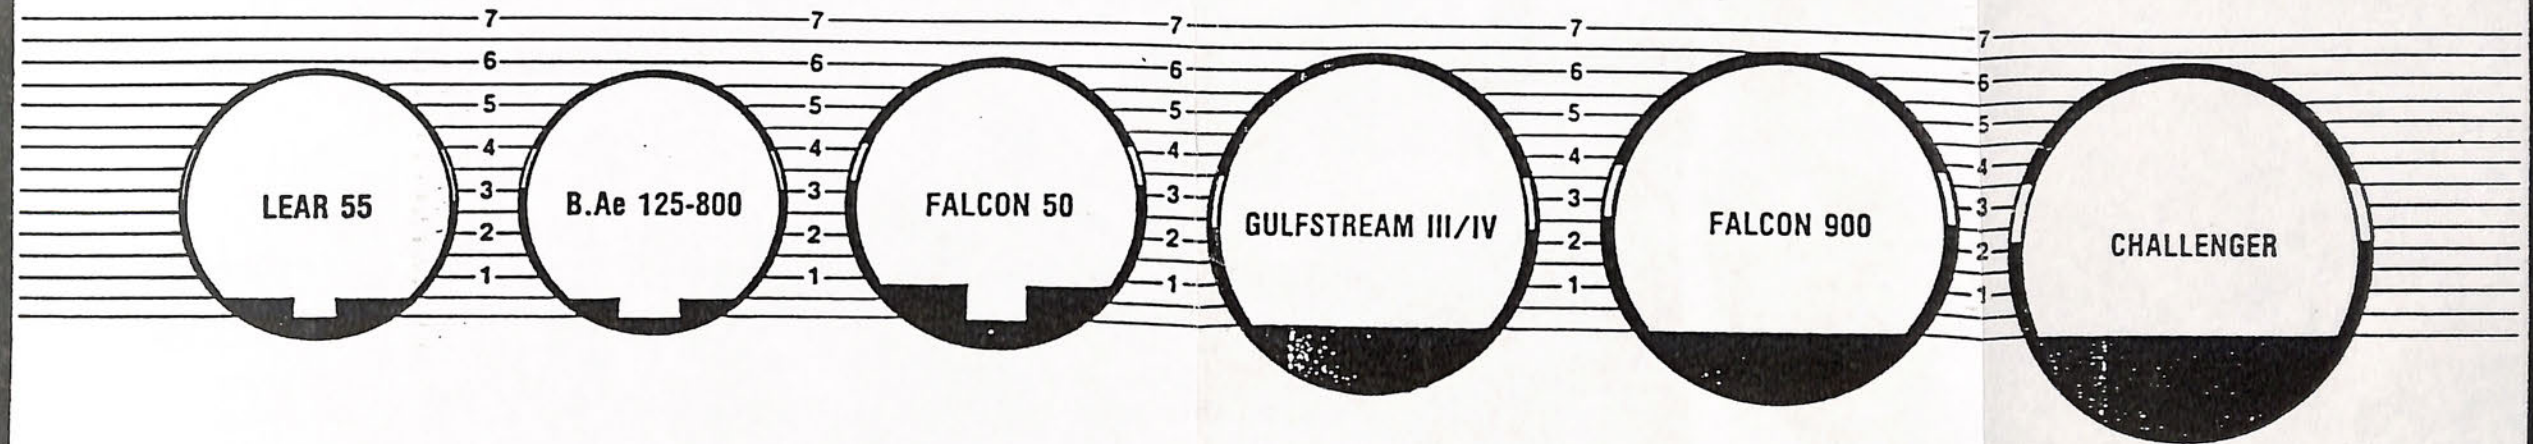 7 7 7 7 7
6 6 6 6 6
5 5 5 5 5
4 4 4 4 4
3 3 3 3 3
2 2 2 2 2
1 1 1 1 1
LEAR 55
B.Ae 125-800
FALCON 50
GULFSTREAM III/IV
FALCON 900
CHALLENGER